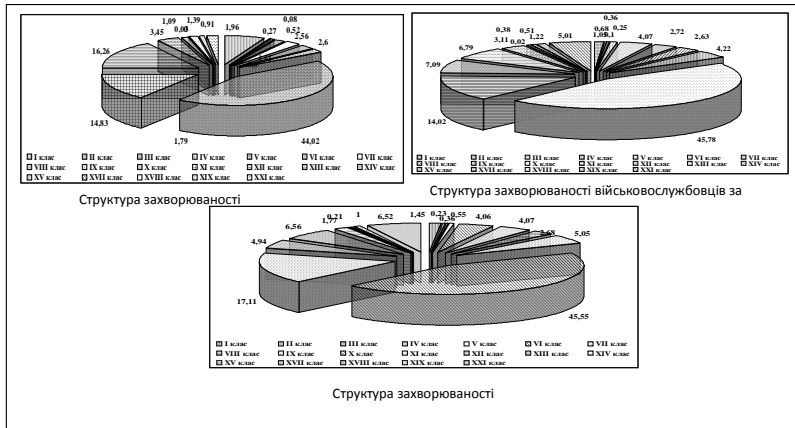 1,09 1,39 0,91 1,96 0,08
3,45 0,27 0,52
2,56
16,26 2,6
14,83
1,79 44,02
I клас II клас III клас IV клас V клас VI клас VII клас
VIII клас IX клас X клас XI клас XII клас XIII клас XIV клас
XV клас XVII клас XVIII клас XIX клас XXI клас
Структура захворюваності
0,36
0,38 0,51 0,68 0,25
3,11 0,02 1,22 5,01 4,07 2,72 2,63
6,79 4,22
7,09
14,02
45,78
I клас II клас III клас IV клас V клас VI клас VII клас
VIII клас IX клас X клас XI клас XII клас XIII клас XIV клас
XV клас XVII клас XVIII клас XIX клас XXI клас
Структура захворюваності військовослужбовців за
0,21 1 6,52 1,45 0,23 0,55 4,06
6,56 1,77 0,36 4,07
4,94 5,05
17,11
45,55
I клас II клас III клас IV клас V клас VI клас VII клас
VIII клас IX клас X клас XI клас XII клас XIII клас XIV клас
XV клас XVII клас XVIII клас XIX клас XXI клас
Структура захворюваності